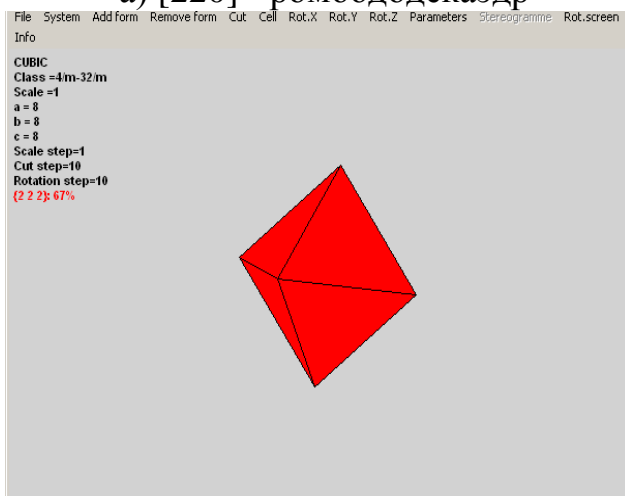 а) [220] - ромбододекаэдр
File System Add form Remove form Cut Cell Rot.X Rot.Y Rot.Z Parameters Stereogramme Rot.screen
Info
CUBIC
Class =4/m-32/m
Scale =1
a = 8
b = 8
c = 8
Scale step=1
Cut step=10
Rotation step=10
{2 2 2}: 67%